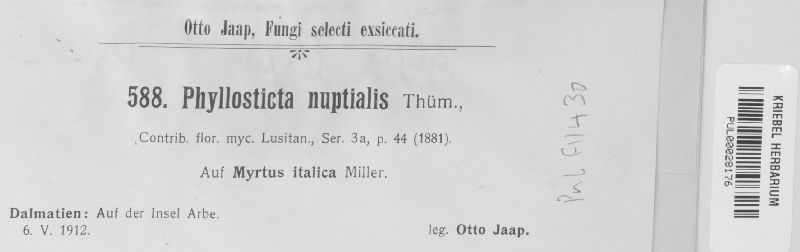 Otto Jaap, Fungi selecti exsiccati.
588. Phyllosticta nuptialis Thüm.,
Contrib. flor. myc. Lusitan., Ser. 3a, p. 44 (1881).
Auf Myrtus italica Miller.
Dalmatien: Auf der Insel Arbe.
6. V. 1912.
leg. Otto Jaap.
PUL F11430
KRIEBEL HERBARIUM
PUL00028176